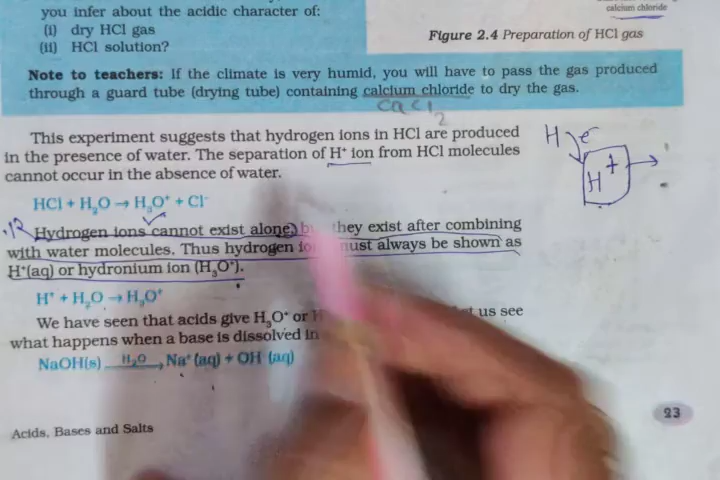 you infer about the acidic character of:
(i) dry HCl gas
(ii) HCl solution?
calcium chloride
Figure 2.4 Preparation of HCl gas
Note to teachers: If the climate is very humid, you will have to pass the gas produced
through a guard tube (drying tube) containing calcium chloride to dry the gas.
CaCl2
This experiment suggests that hydrogen ions in HCl are produced
in the presence of water. The separation of H⁺ ion from HCl molecules
cannot occur in the absence of water.
H e⁻
H⁺
HCl + H₂O → H₃O⁺ + Cl⁻
Hydrogen ions cannot exist alone, they exist after combining
with water molecules. Thus hydrogen must always be shown as
H⁺(aq) or hydronium ion (H₃O⁺).
H⁺ + H₂O → H₃O⁺
We have seen that acids give H₃O⁺ or us see
what happens when a base is dissolved in
NaOH(s) H₂O → Na⁺ (aq) + OH (aq)
23
Acids, Bases and Salts